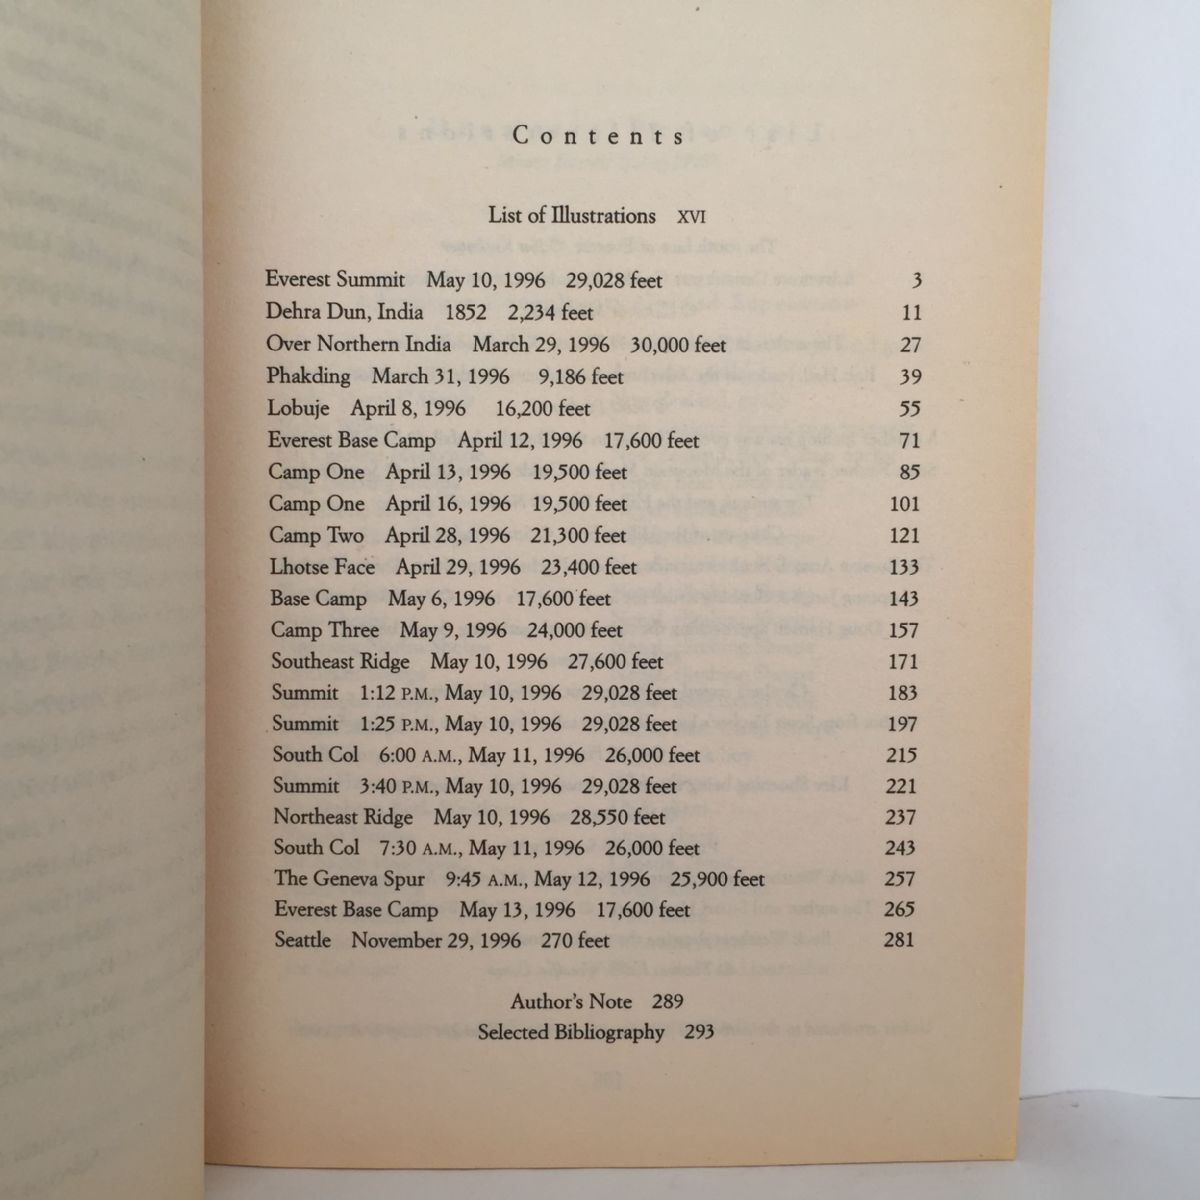 Contents
List of Illustrations XVI
Everest Summit May 10, 1996 29,028 feet 3
Dehra Dun, India 1852 2,234 feet 11
Over Northern India March 29, 1996 30,000 feet 27
Phakding March 31, 1996 9,186 feet 39
Lobuje April 8, 1996 16,200 feet 55
Everest Base Camp April 12, 1996 17,600 feet 71
Camp One April 13, 1996 19,500 feet 85
Camp One April 16, 1996 19,500 feet 101
Camp Two April 28, 1996 21,300 feet 121
Lhotse Face April 29, 1996 23,400 feet 133
Base Camp May 6, 1996 17,600 feet 143
Camp Three May 9, 1996 24,000 feet 157
Southeast Ridge May 10, 1996 27,600 feet 171
Summit 1:12 P.M., May 10, 1996 29,028 feet 183
Summit 1:25 P.M., May 10, 1996 29,028 feet 197
South Col 6:00 A.M., May 11, 1996 26,000 feet 215
Summit 3:40 P.M., May 10, 1996 29,028 feet 221
Northeast Ridge May 10, 1996 28,550 feet 237
South Col 7:30 A.M., May 11, 1996 26,000 feet 243
The Geneva Spur 9:45 A.M., May 12, 1996 25,900 feet 257
Everest Base Camp May 13, 1996 17,600 feet 265
Seattle November 29, 1996 270 feet 281
Author's Note 289
Selected Bibliography 293